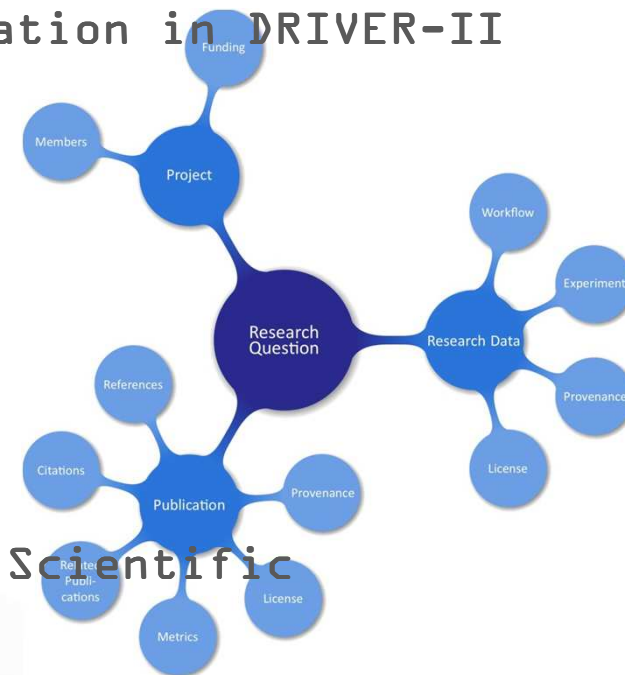 ation in DRIVER-II
Funding
Members
Project
Workflow
Experiment
Research
Question
Research Data
References
Provenance
Citations
Publication
Provenance
License
Scientific
Related
Publi-
cations
License
Metrics